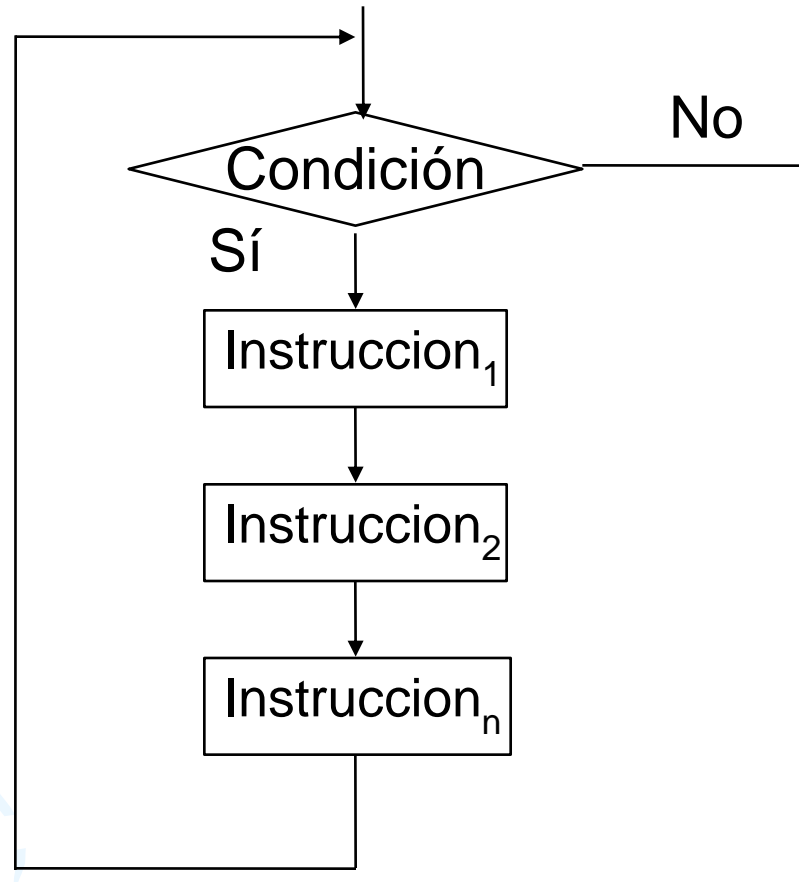 No
Condición
Sí
Instruccion₁
Instruccion₂
Instruccionₙ